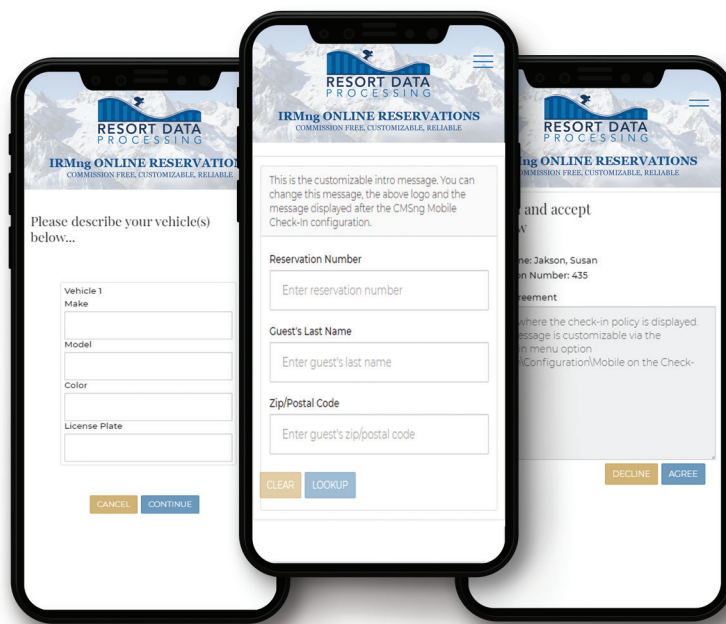 RESORT DATA
PROCESSING
IRMng ONLINE RESERVATION
COMMISSION FREE, CUSTOMIZABLE, RELIABLE
Please describe your vehicle(s)
below...
Vehicle 1
Make
Model
Color
License Plate
CANCEL CONTINUE
RESORT DATA
PROCESSING
IRMng ONLINE RESERVATIONS
COMMISSION FREE, CUSTOMIZABLE, RELIABLE
This is the customizable intro message. You can
change this message, the above logo and the
message displayed after the CMSng Mobile
Check-In configuration.
Reservation Number
Enter reservation number
Guest's Last Name
Enter guest's last name
Zip/Postal Code
Enter guest's zip/postal code
CLEAR LOOKUP
RESORT DATA
PROCESSING
ng ONLINE RESERVATIONS
MISSION FREE, CUSTOMIZABLE, RELIABLE
and accept
w
me: Jakson, Susan
on Number: 435
reement
where the check-in policy is displayed.
essage is customizable via the
in menu option
\Configuration\Mobile on the Check-
DECLINE AGREE